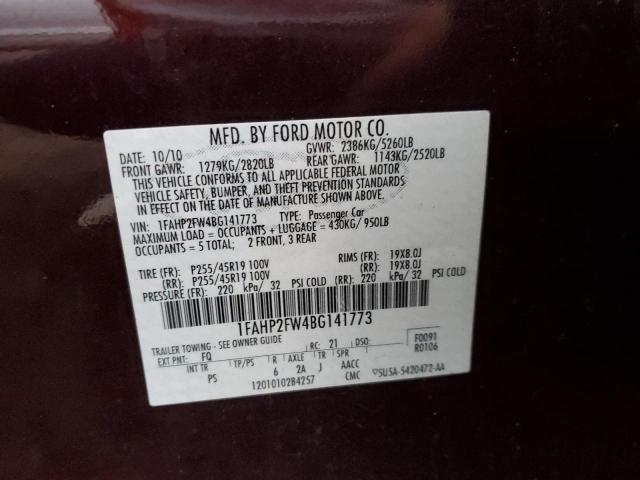 MFD. BY FORD MOTOR CO.
DATE: 10/10 GVWR: 2386KG/5260LB
FRONT GAWR: 1279KG/2820LB REAR GAWR: 1143KG/2520LB
THIS VEHICLE CONFORMS TO ALL APPLICABLE FEDERAL MOTOR
VEHICLE SAFETY, BUMPER, AND THEFT PREVENTION STANDARDS
IN EFFECT ON THE DATE OF MANUFACTURE SHOWN ABOVE.
VIN: 1FAHP2FW4BG141773 TYPE: Passenger Car
MAXIMUM LOAD = OCCUPANTS + LUGGAGE = 430KG/ 950LB
OCCUPANTS = 5 TOTAL; 2 FRONT, 3 REAR
TIRE (FR): P255/45R19 100V RIMS (FR): 19X8.0J
(RR): P255/45R19 100V (RR): 19X8.0J
PRESSURE (FR): 220 kPa/ 32 PSI COLD (RR): 220 kPa/ 32 PSI COLD
1FAHP2FW4BG141773
TRAILER TOWING - SEE OWNER GUIDE
EXT PNT: FQ RC: 21 DSO: F0091
R0106
INT TR TP/PS R AXLE TR SPR
PS 6 2A J AACC
1201010284257 CMC ▽5U5A-5420472-AA